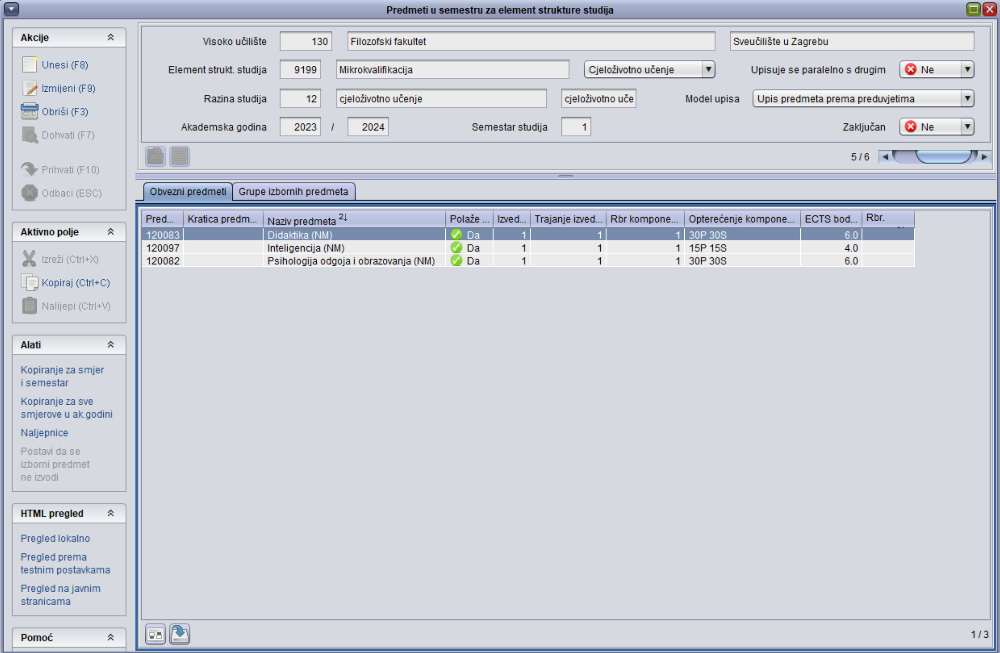 Predmeti u semestru za element strukture studija
Akcije
Unesi (F8)
Izmijeni (F9)
Obriši (F3)
Dohvati (F7)
Prihvati (F10)
Odbaci (ESC)
Aktivno polje
Izreži (Ctrl+X)
Kopiraj (Ctrl+C)
Nalijepi (Ctrl+V)
Alati
Kopiranje za smjer
i semestar
Kopiranje za sve
smjerove u ak.godini
Naljepnice
Postavi da se
izborni predmet
ne izvodi
HTML pregled
Pregled lokalno
Pregled prema
testnim postavkama
Pregled na javnim
stranicama
Pomoć
Visoko učilište 130 Filozofski fakultet Sveučilište u Zagrebu
Element strukt. studija 9199 Mikrokvalifikacija Cjeloživotno učenje Upisuje se paralelno s drugim Ne
Razina studija 12 cjeloživotno učenje cjeloživotno uče Model upisa Upis predmeta prema preduvjetima
Akademska godina 2023 / 2024 Semestar studija 1 Zaključan Ne
5 / 6
Obvezni predmeti Grupe izbornih predmeta
Pred... Kratica predm... Naziv predmeta 2↓ Polaže ... Izved... Trajanje izved... Rbr kompone... Opterećenje kompone... ECTS bod... Rbr.
120083 Didaktika (NM) Da 1 1 1 30P 30S 6.0
120097 Inteligencija (NM) Da 1 1 1 15P 15S 4.0
120082 Psihologija odgoja i obrazovanja (NM) Da 1 1 1 30P 30S 6.0
1 / 3